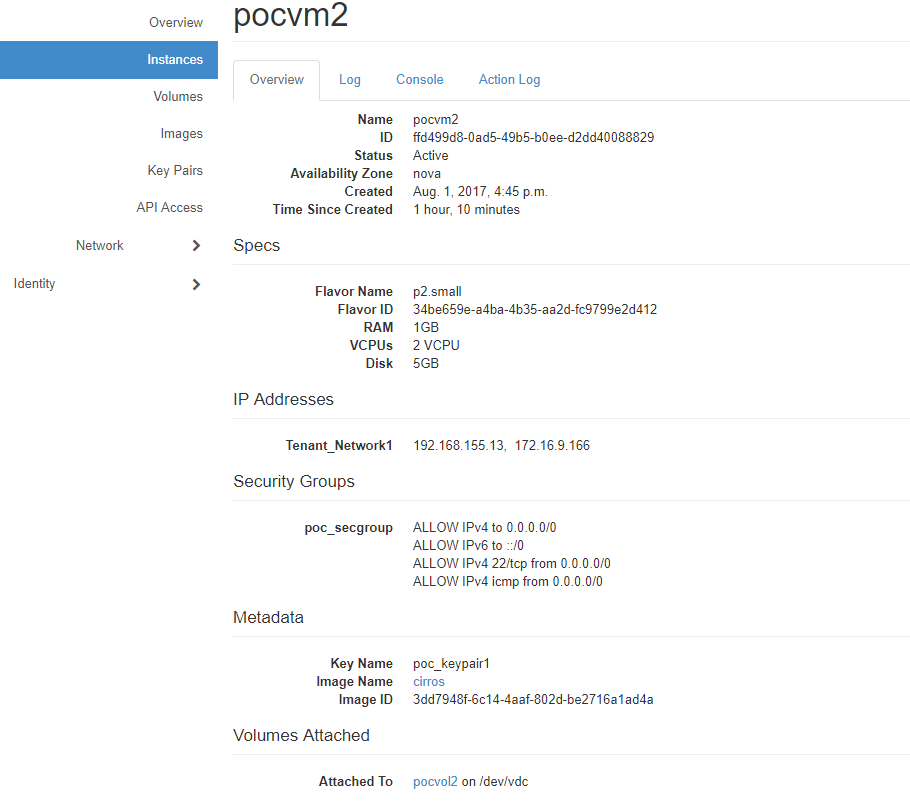 pocvm2
Overview
Instances
Volumes
Images
Key Pairs
API Access
Network
Identity
Overview Log Console Action Log
Name pocvm2
ID ffd499d8-0ad5-49b5-b0ee-d2dd40088829
Status Active
Availability Zone nova
Created Aug. 1, 2017, 4:45 p.m.
Time Since Created 1 hour, 10 minutes
Specs
Flavor Name p2.small
Flavor ID 34be659e-a4ba-4b35-aa2d-fc9799e2d412
RAM 1GB
VCPUs 2 VCPU
Disk 5GB
IP Addresses
Tenant_Network1 192.168.155.13, 172.16.9.166
Security Groups
poc_secgroup ALLOW IPv4 to 0.0.0.0/0
ALLOW IPv6 to ::/0
ALLOW IPv4 22/tcp from 0.0.0.0/0
ALLOW IPv4 icmp from 0.0.0.0/0
Metadata
Key Name poc_keypair1
Image Name cirros
Image ID 3dd7948f-6c14-4aaf-802d-be2716a1ad4a
Volumes Attached
Attached To pocvol2 on /dev/vdc